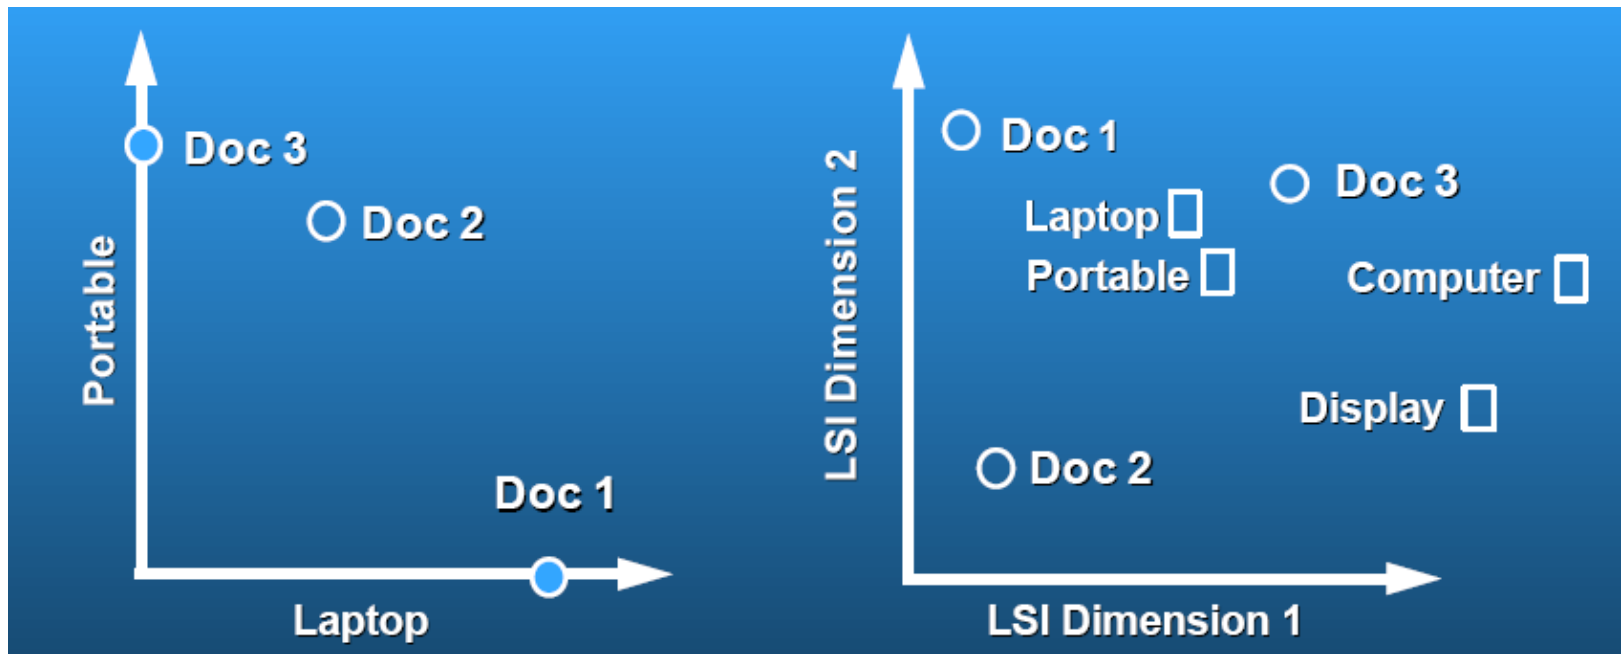 Portable
Doc 3
Doc 2
Doc 1
Laptop
LSI Dimension 2
Doc 1
Doc 3
Laptop
Portable
Computer
Display
Doc 2
LSI Dimension 1